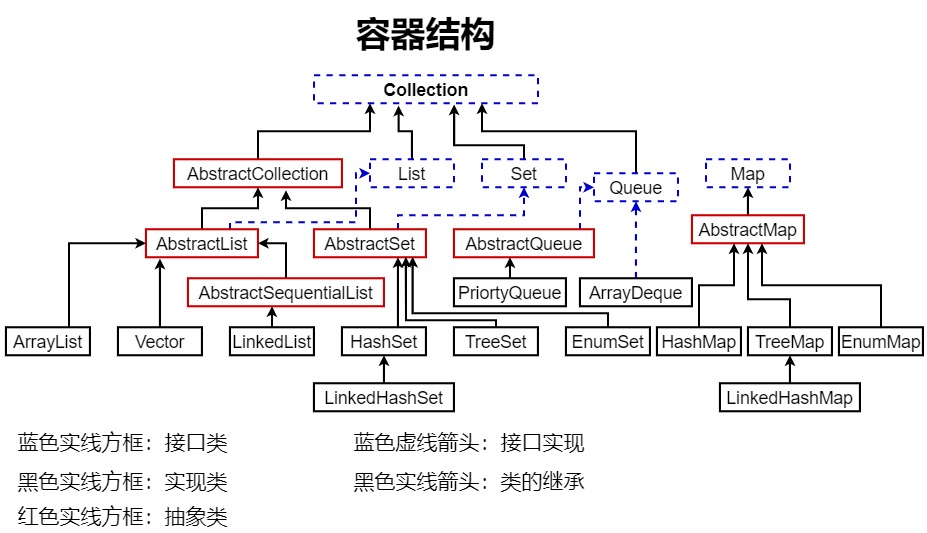 容器结构
Collection
AbstractCollection
List
Set
Queue
Map
AbstractList
AbstractSet
AbstractQueue
AbstractMap
AbstractSequentialList
PriortyQueue
ArrayDeque
ArrayList
Vector
LinkedList
HashSet
TreeSet
EnumSet
HashMap
TreeMap
EnumMap
LinkedHashSet
LinkedHashMap
蓝色实线方框：接口类
蓝色虚线箭头：接口实现
黑色实线方框：实现类
黑色实线箭头：类的继承
红色实线方框：抽象类